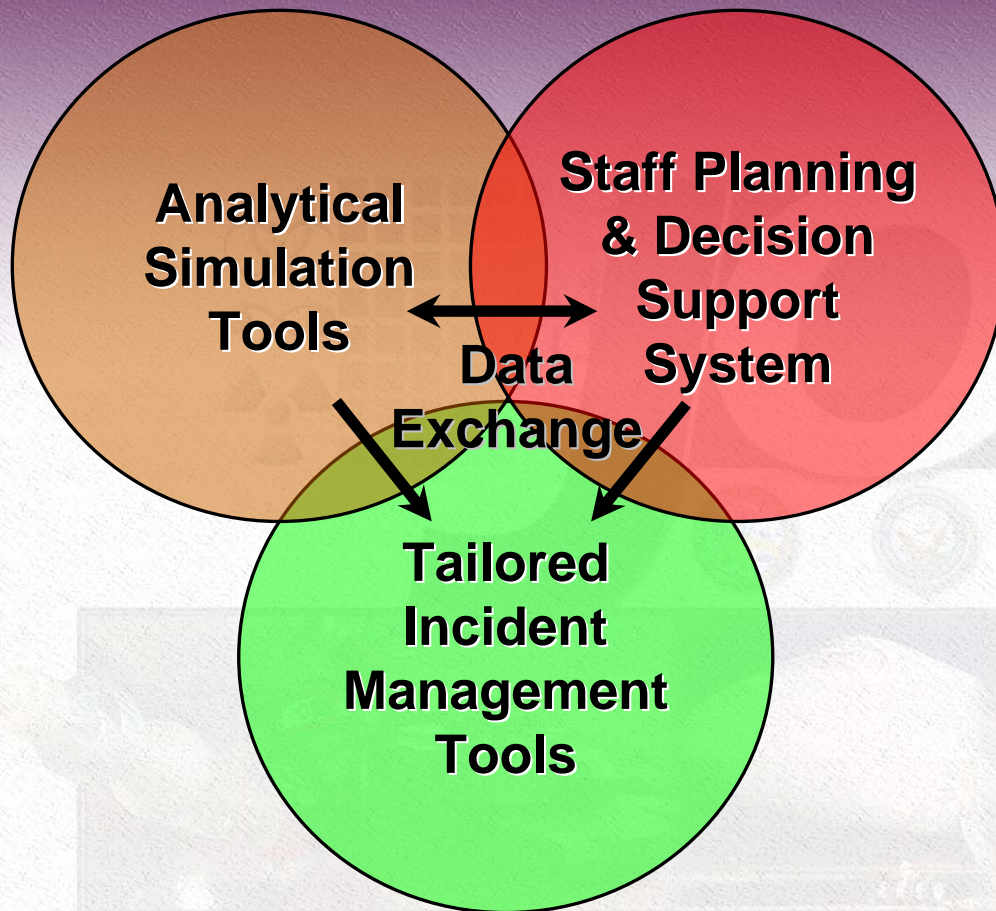 Analytical
Simulation
Tools
Staff Planning
& Decision
Support
System
Data
Exchange
Tailored
Incident
Management
Tools